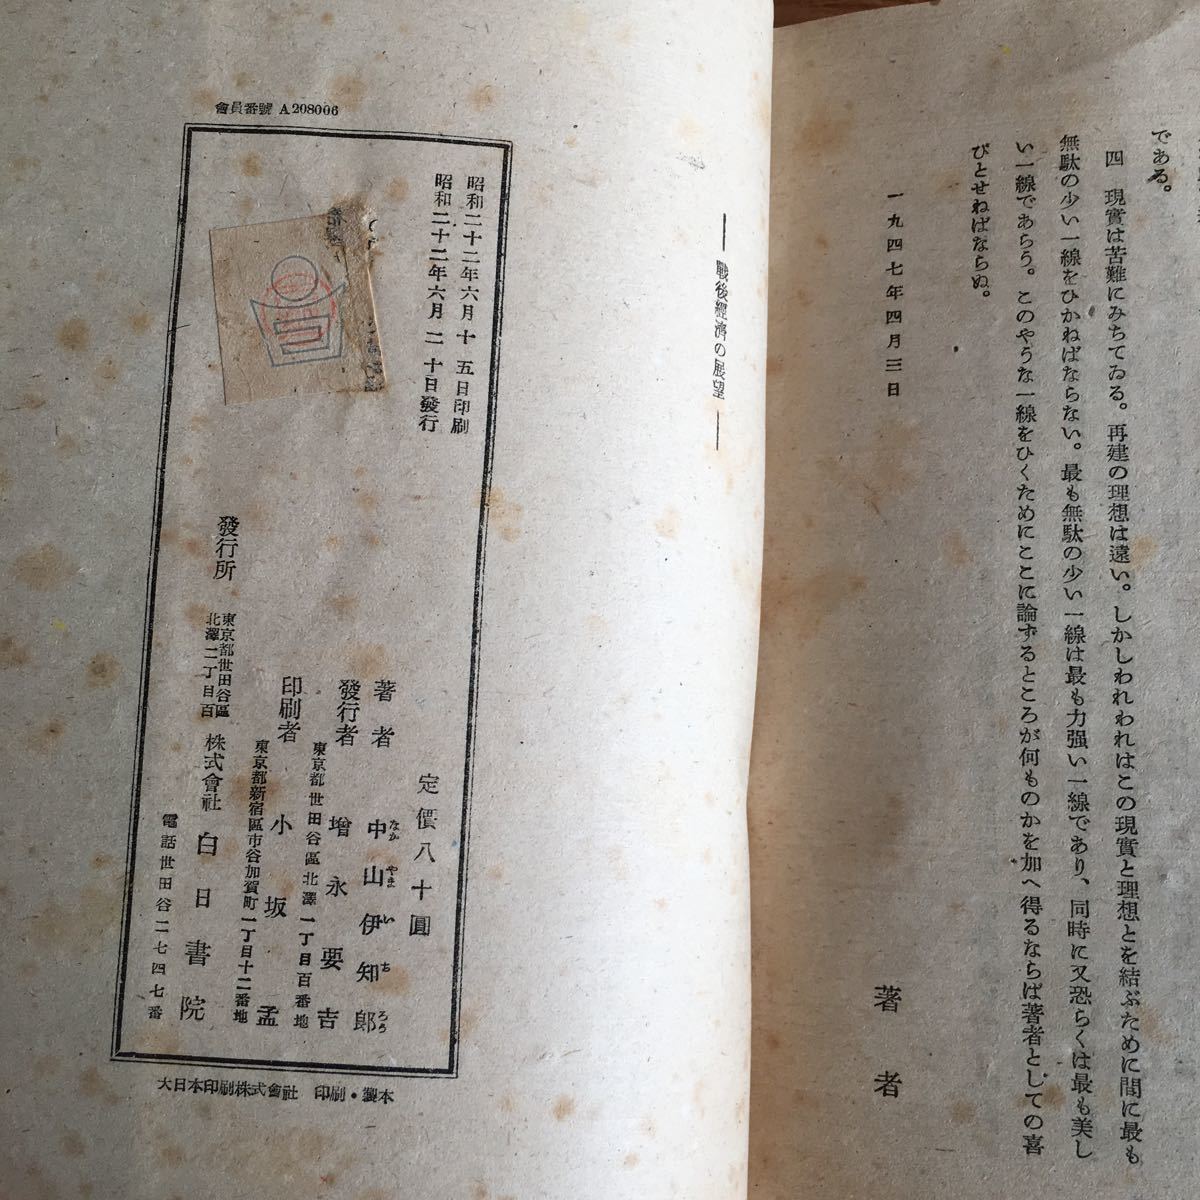 である。
四 現實は苦難にみちてゐる。再建の理想は遠い。しかしわれわれはこの現實と理想とを結ぶために間に最も
無駄の少い一線をひかねばならない。最も無駄の少い一線は最も力强い一線であり、同時に又恐らくは最も美し
い一線であらう。このやうな一線をひくためにここに論ずるところが何ものかを加へ得るならば著者としての喜
びとせねばならぬ。
一九四七年四月三日
著者
戰後經濟の展望
會員番號 A208006
昭和二十二年六月十五日印刷
昭和二十二年六月二十日發行
定價八十圓
著者 中山伊知郎
なか やま い ち らう
發行者 增永要吉
東京都世田谷區北澤一丁目百番地
印刷者 小坂孟
東京都新宿區市谷加賀町一丁目十二番地
發行所 東京都世田谷區北澤二丁目百 株式會社 白日書院
電話世田谷二七四七番
大日本印刷株式會社 印刷・製本